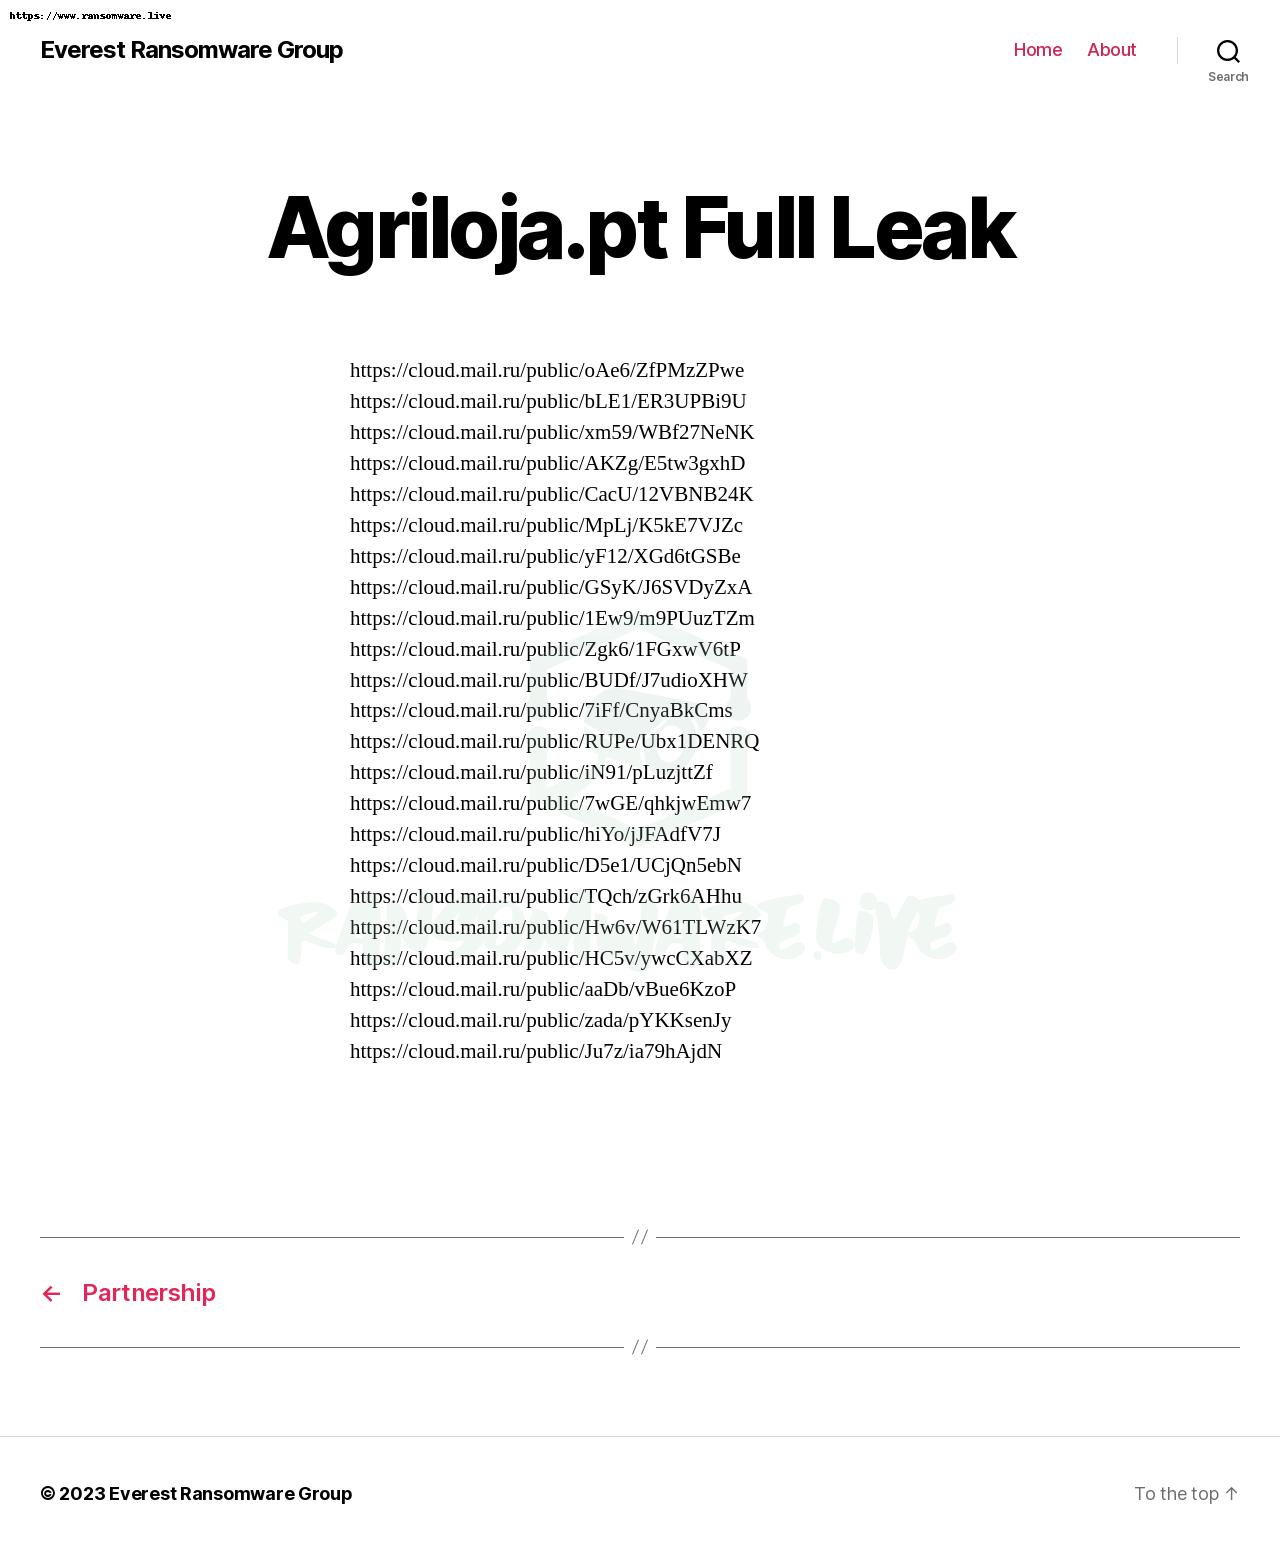 https://www.ransomware.live
Everest Ransomware Group
Home About
Search
Agriloja.pt Full Leak
https://cloud.mail.ru/public/oAe6/ZfPMzZPwe
https://cloud.mail.ru/public/bLE1/ER3UPBi9U
https://cloud.mail.ru/public/xm59/WBf27NeNK
https://cloud.mail.ru/public/AKZg/E5tw3gxhD
https://cloud.mail.ru/public/CacU/12VBNB24K
https://cloud.mail.ru/public/MpLj/K5kE7VJZc
https://cloud.mail.ru/public/yF12/XGd6tGSBe
https://cloud.mail.ru/public/GSyK/J6SVDyZxA
https://cloud.mail.ru/public/1Ew9/m9PUuzTZm
https://cloud.mail.ru/public/Zgk6/1FGxwV6tP
https://cloud.mail.ru/public/BUDf/J7udioXHW
https://cloud.mail.ru/public/7iFf/CnyaBkCms
https://cloud.mail.ru/public/RUPe/Ubx1DENRQ
https://cloud.mail.ru/public/iN91/pLuzjttZf
https://cloud.mail.ru/public/7wGE/qhkjwEmw7
https://cloud.mail.ru/public/hiYo/jJFAdfV7J
https://cloud.mail.ru/public/D5e1/UCjQn5ebN
https://cloud.mail.ru/public/TQch/zGrk6AHhu
RANSOMWARE.LIVE
https://cloud.mail.ru/public/Hw6v/W61TLWzK7
https://cloud.mail.ru/public/HC5v/ywcCXabXZ
https://cloud.mail.ru/public/aaDb/vBue6KzoP
https://cloud.mail.ru/public/zada/pYKKsenJy
https://cloud.mail.ru/public/Ju7z/ia79hAjdN
//
← Partnership
//
© 2023 Everest Ransomware Group
To the top ↑